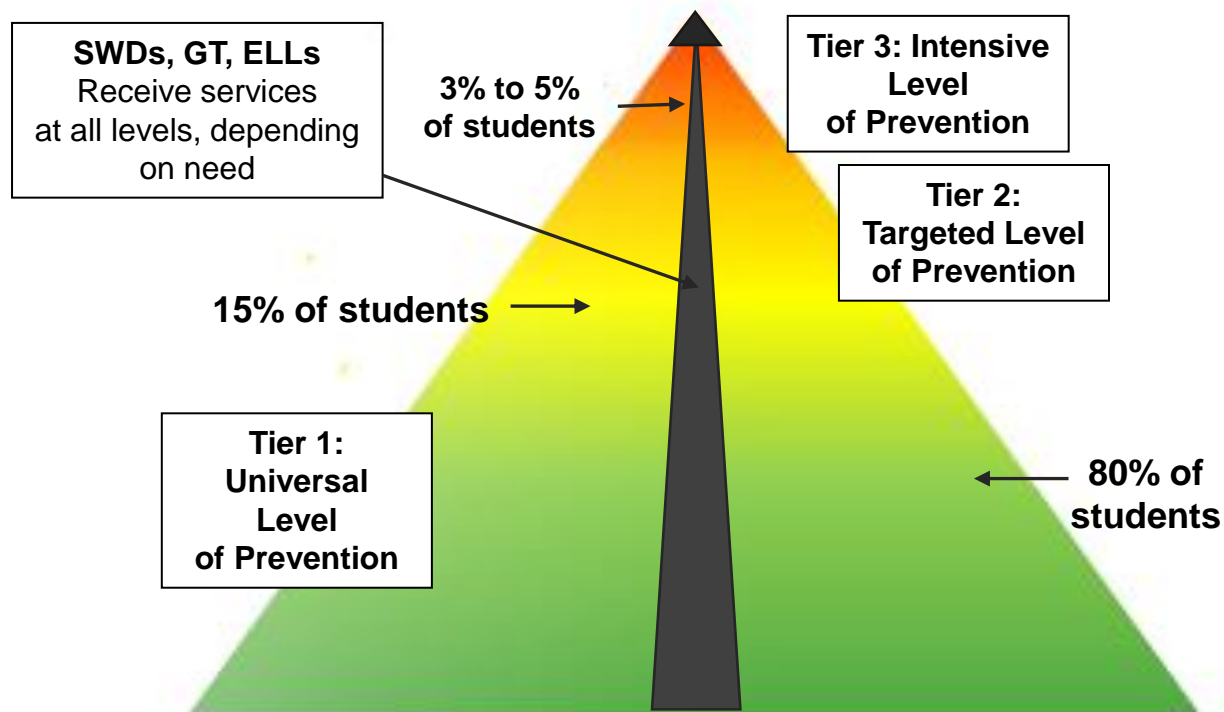 SWDs, GT, ELLs
Receive services
at all levels, depending
on need
3% to 5%
of students
Tier 3: Intensive
Level
of Prevention
Tier 2:
Targeted Level
of Prevention
15% of students
Tier 1:
Universal
Level
of Prevention
80% of
students